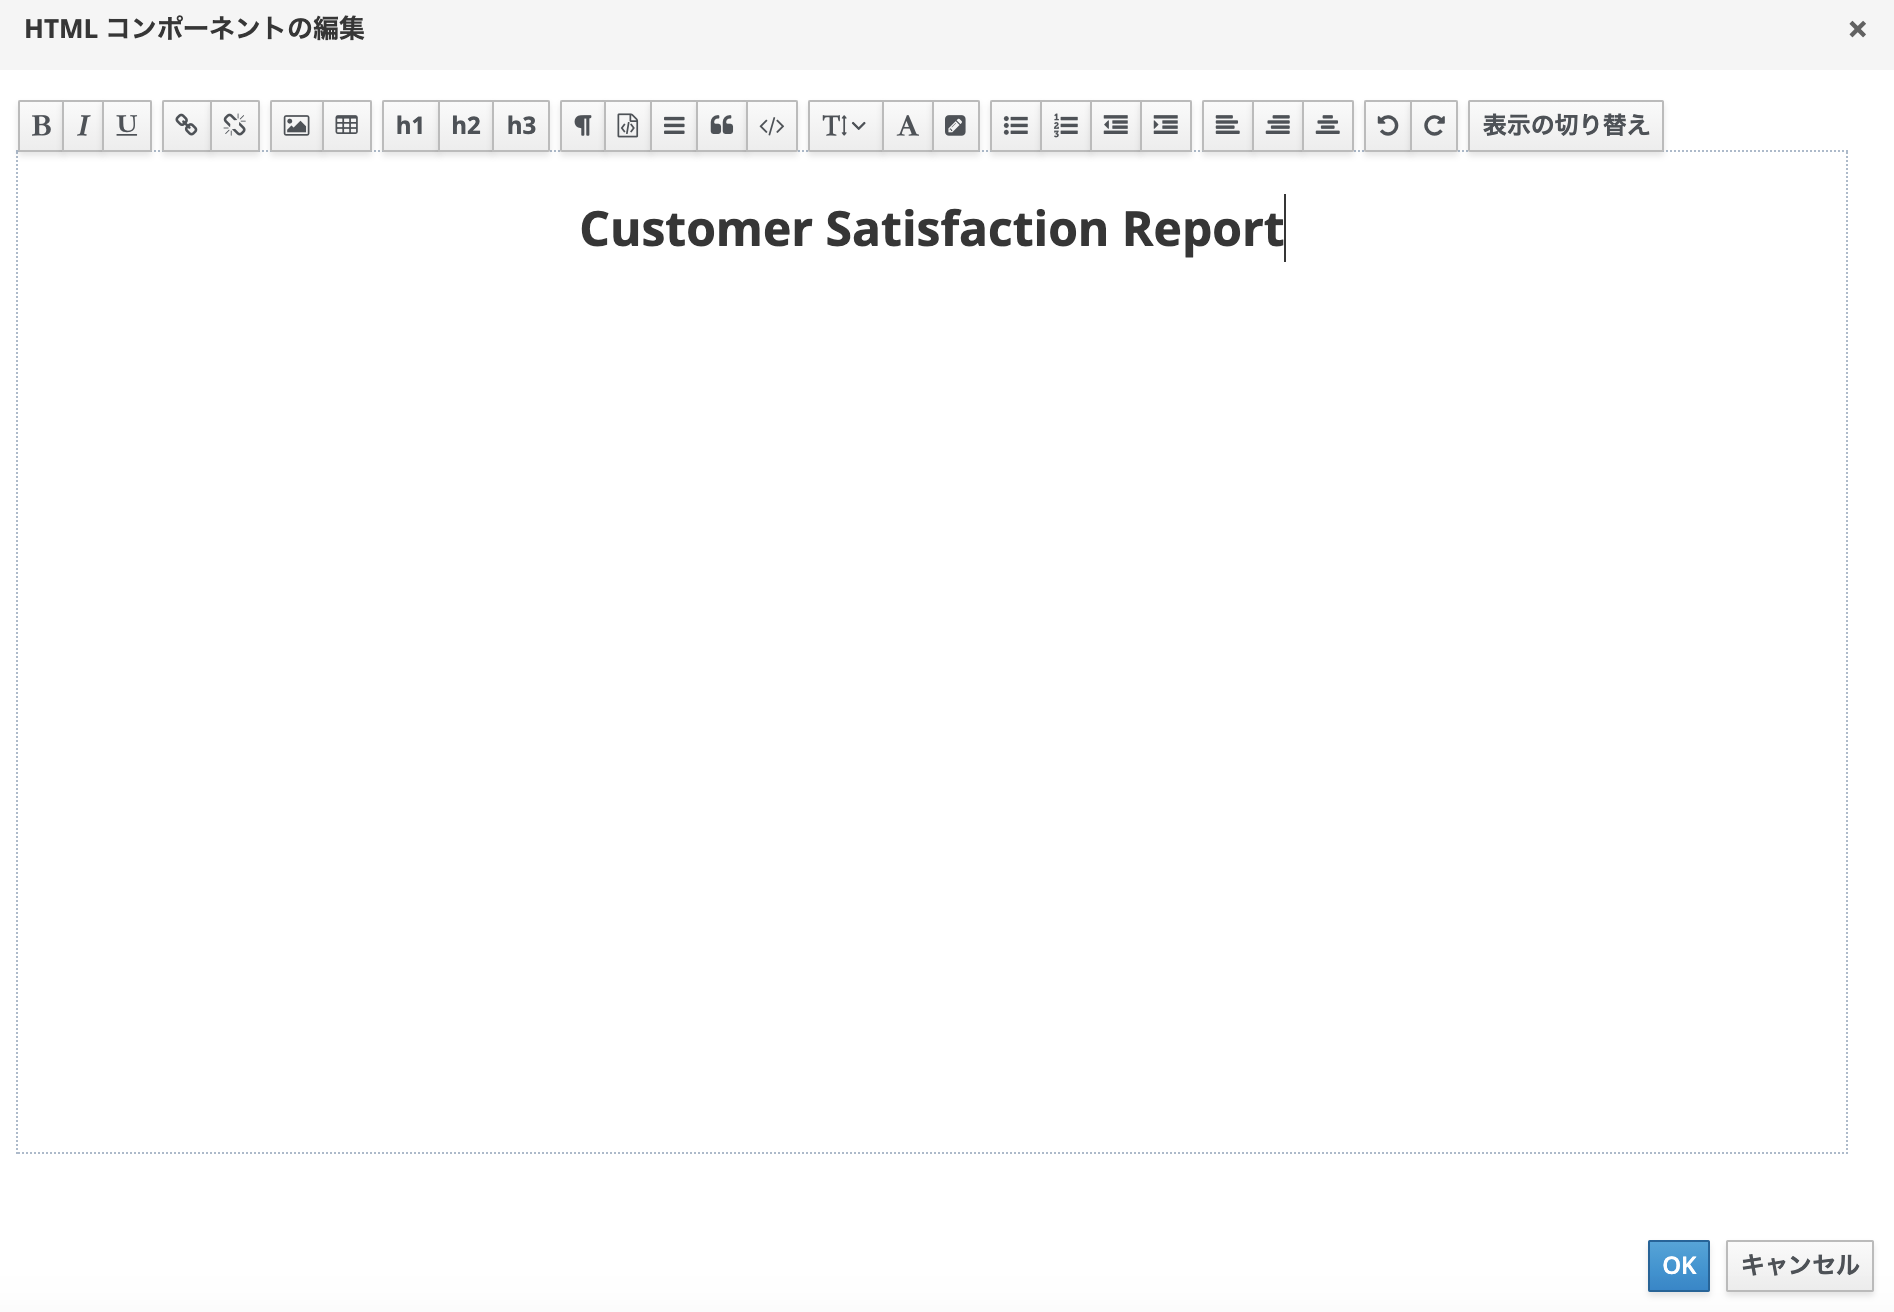 HTML コンポーネントの編集
B I U h1 h2 h3 T A 表示の切り替え
Customer Satisfaction Report
OK キャンセル